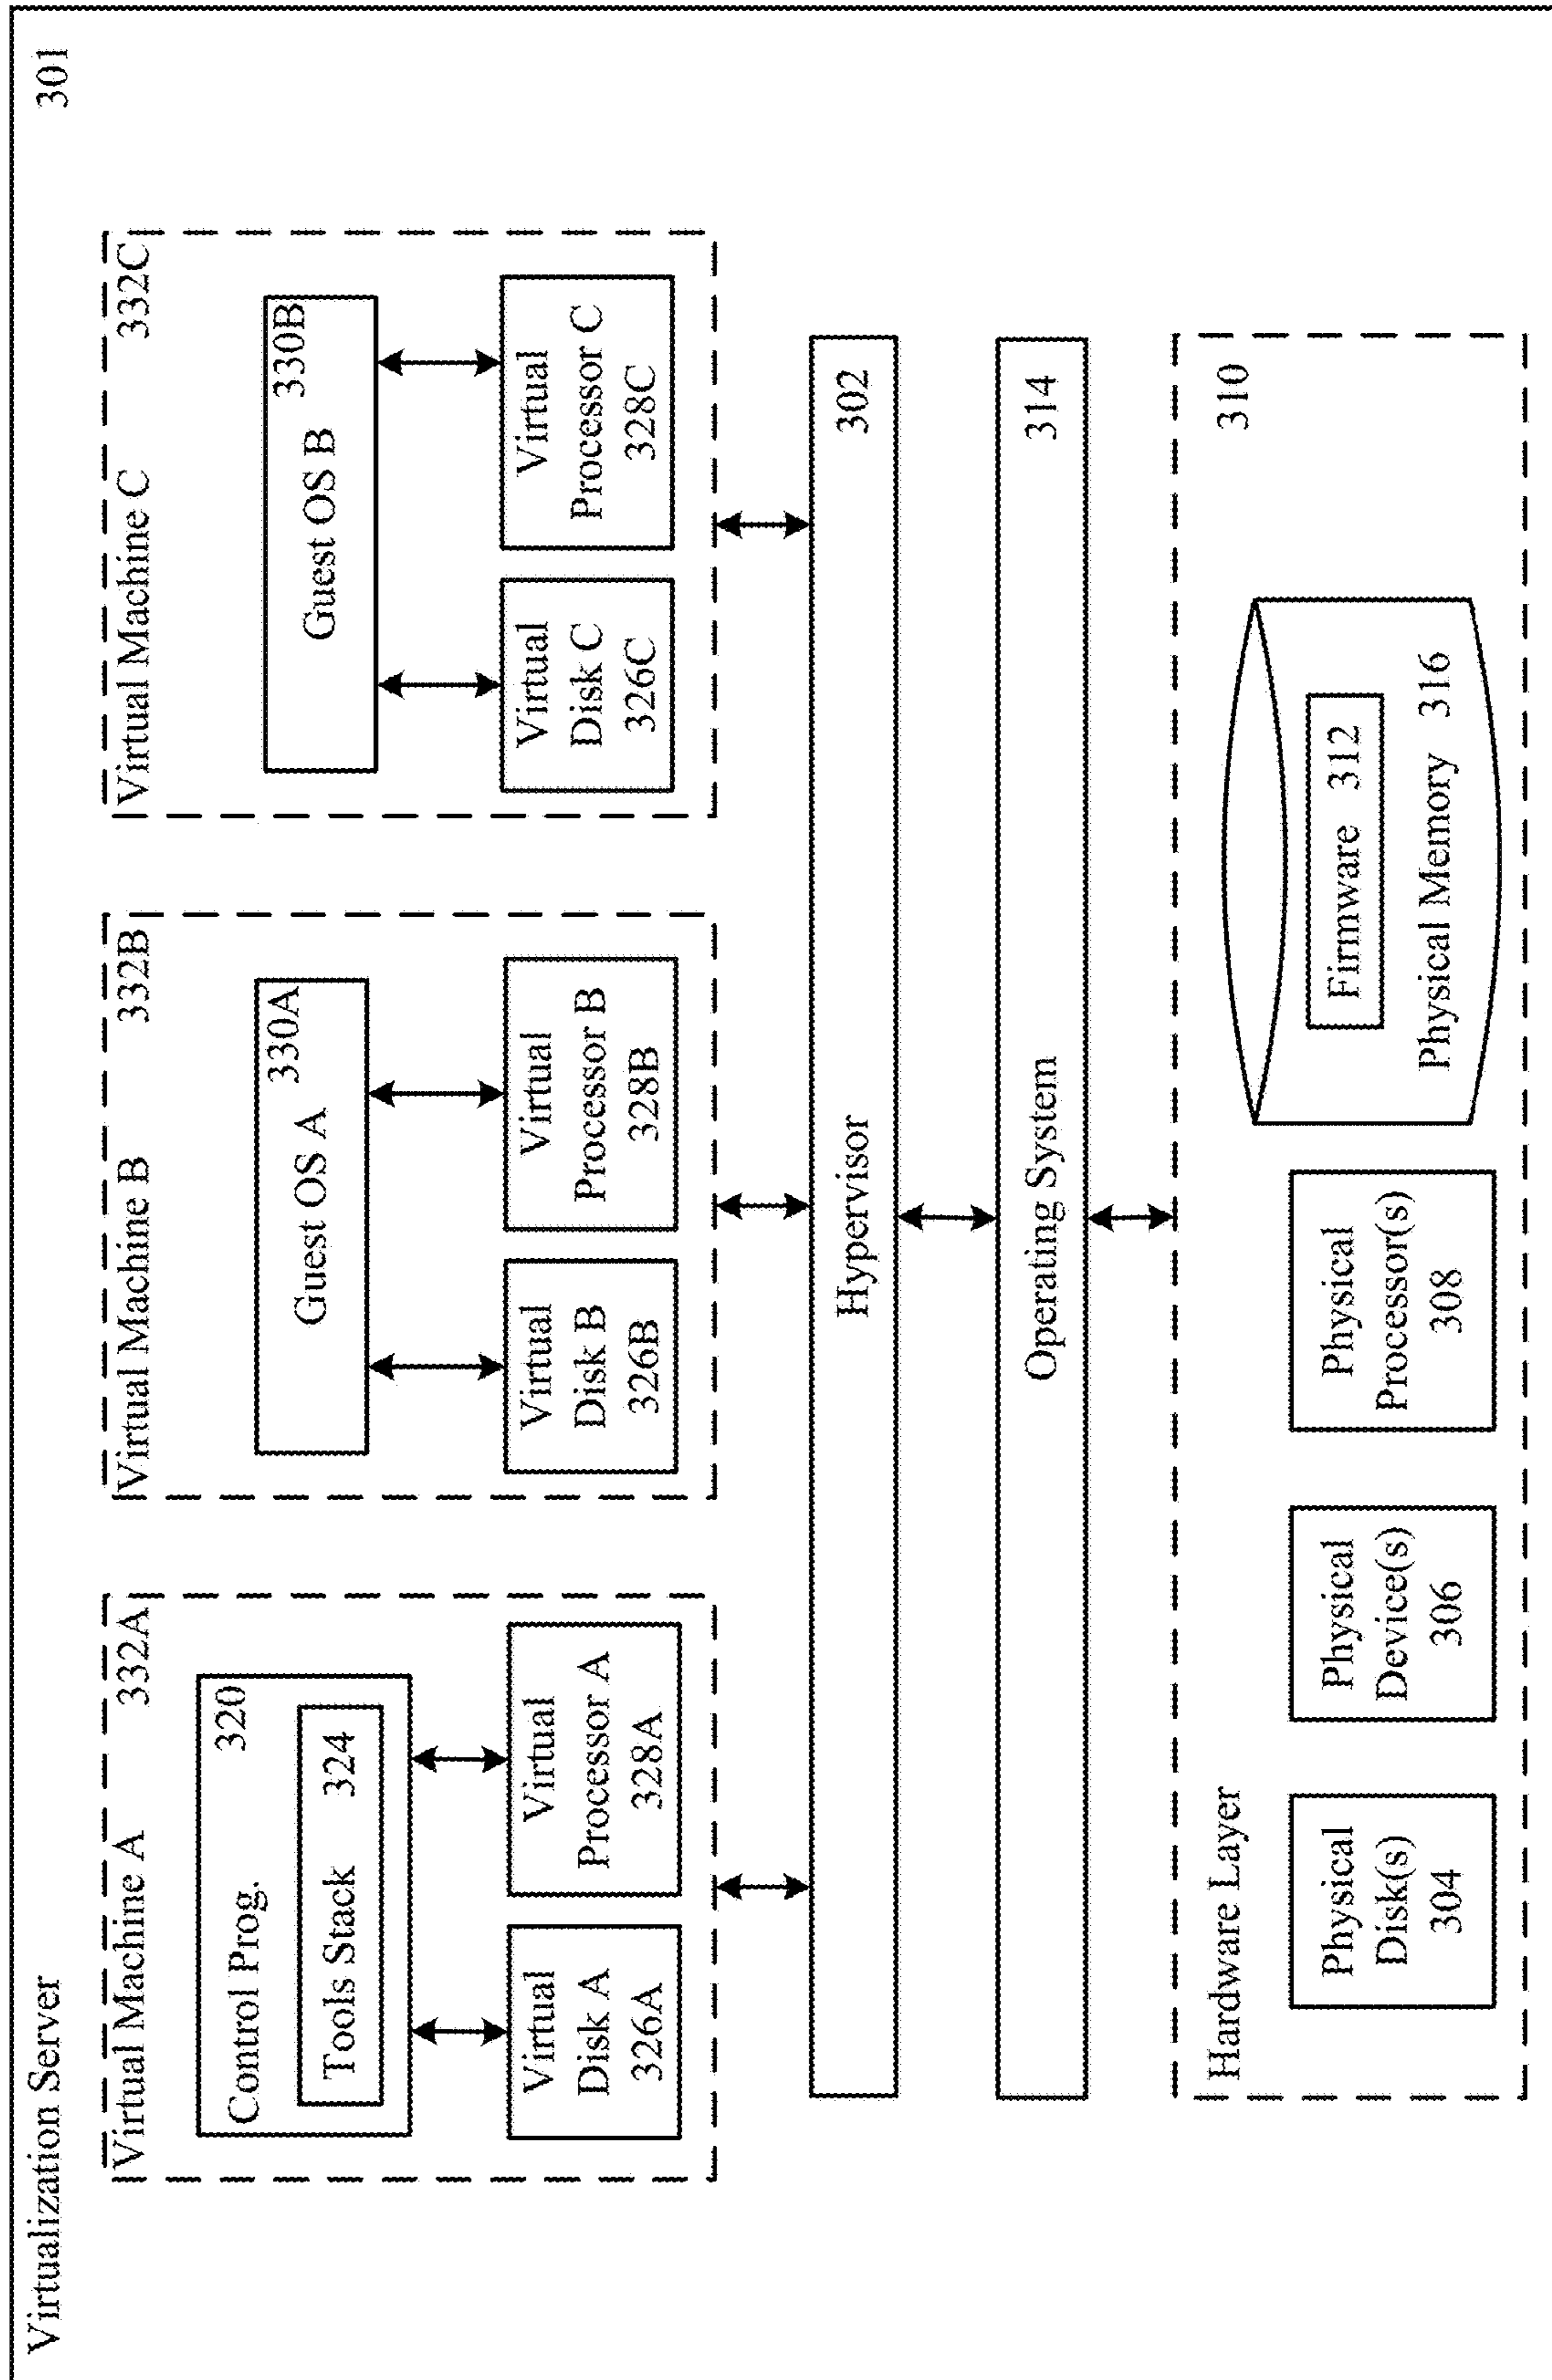 Virtualization Server
301
Virtual Machine A 332A
Control Prog. 320
Tools Stack 324
Virtual
Disk A
326A
Virtual
Processor A
328A
Virtual Machine B 332B
330A
Guest OS A
Virtual
Disk B
326B
Virtual
Processor B
328B
Virtual Machine C 332C
330B
Guest OS B
Virtual
Disk C
326C
Virtual
Processor C
328C
Hypervisor 302
Operating System 314
Hardware Layer 310
Physical
Disk(s)
304
Physical
Device(s)
306
Physical
Processor(s)
308
Firmware 312
Physical Memory 316